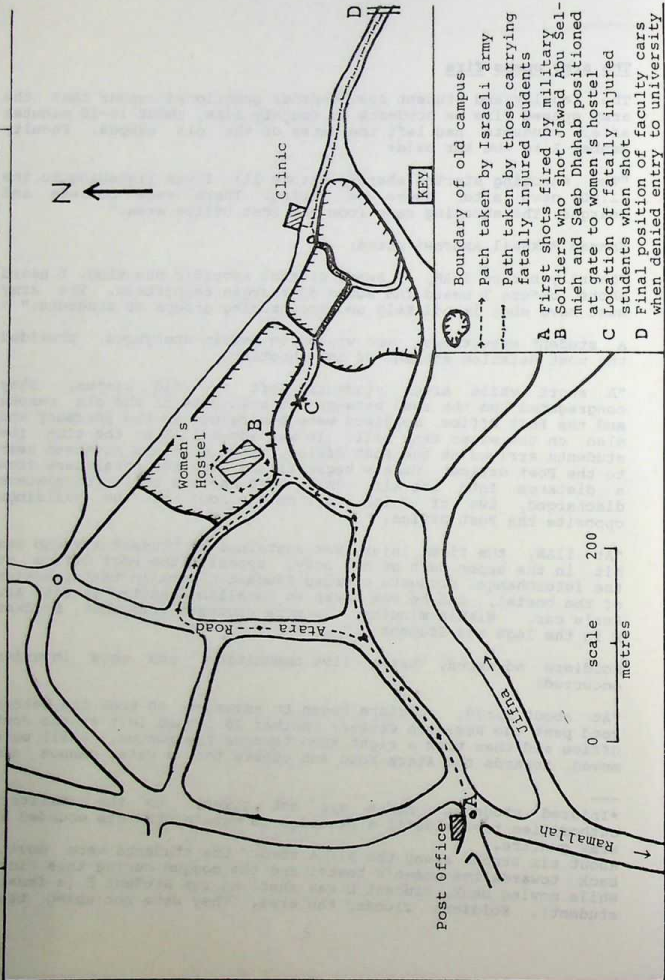 N
D
Clinic
Women's
Hostel
B
C
Atara Road
Post Office
A
Jifna
Ramallah
0 scale 200
metres
KEY
Boundary of old campus
Path taken by Israeli army
Path taken by those carrying
fatally injured students
A First shots fired by military
B Soldiers who shot Jawad Abu Sel-
mieh and Saeb Dhahab positioned
at gate to women's hostel
C Location of fatally injured
students when shot
D Final position of faculty cars
when denied entry to university